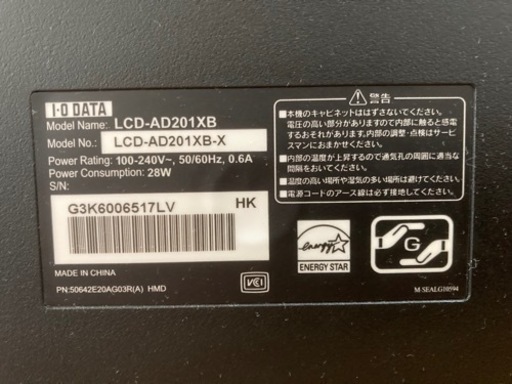 I-O DATA
Model Name: LCD-AD201XB
Model No.: LCD-AD201XB-X
Power Rating: 100-240V~, 50/60Hz, 0.6A
Power Consumption: 28W
S/N:
G3K6006517LV HK
MADE IN CHINA
PN:50642E20AG03R(A) HMD
VCCI
警告
■本機のキャビネットははずさないでください。
電圧の高い部分がありますので内部に触ると感電
するおそれがあります。内部の調整・点検はサービ
スマンにおまかせください。
■内部の温度が上昇するので通気孔の周囲に適当な
間隔をおいてください。
■温度の高い場所や湿気の多い場所は避けてください。
■電源コードのアース線は必ず接地してください。
energy
ENERGY STAR
G
M-SEALG10594